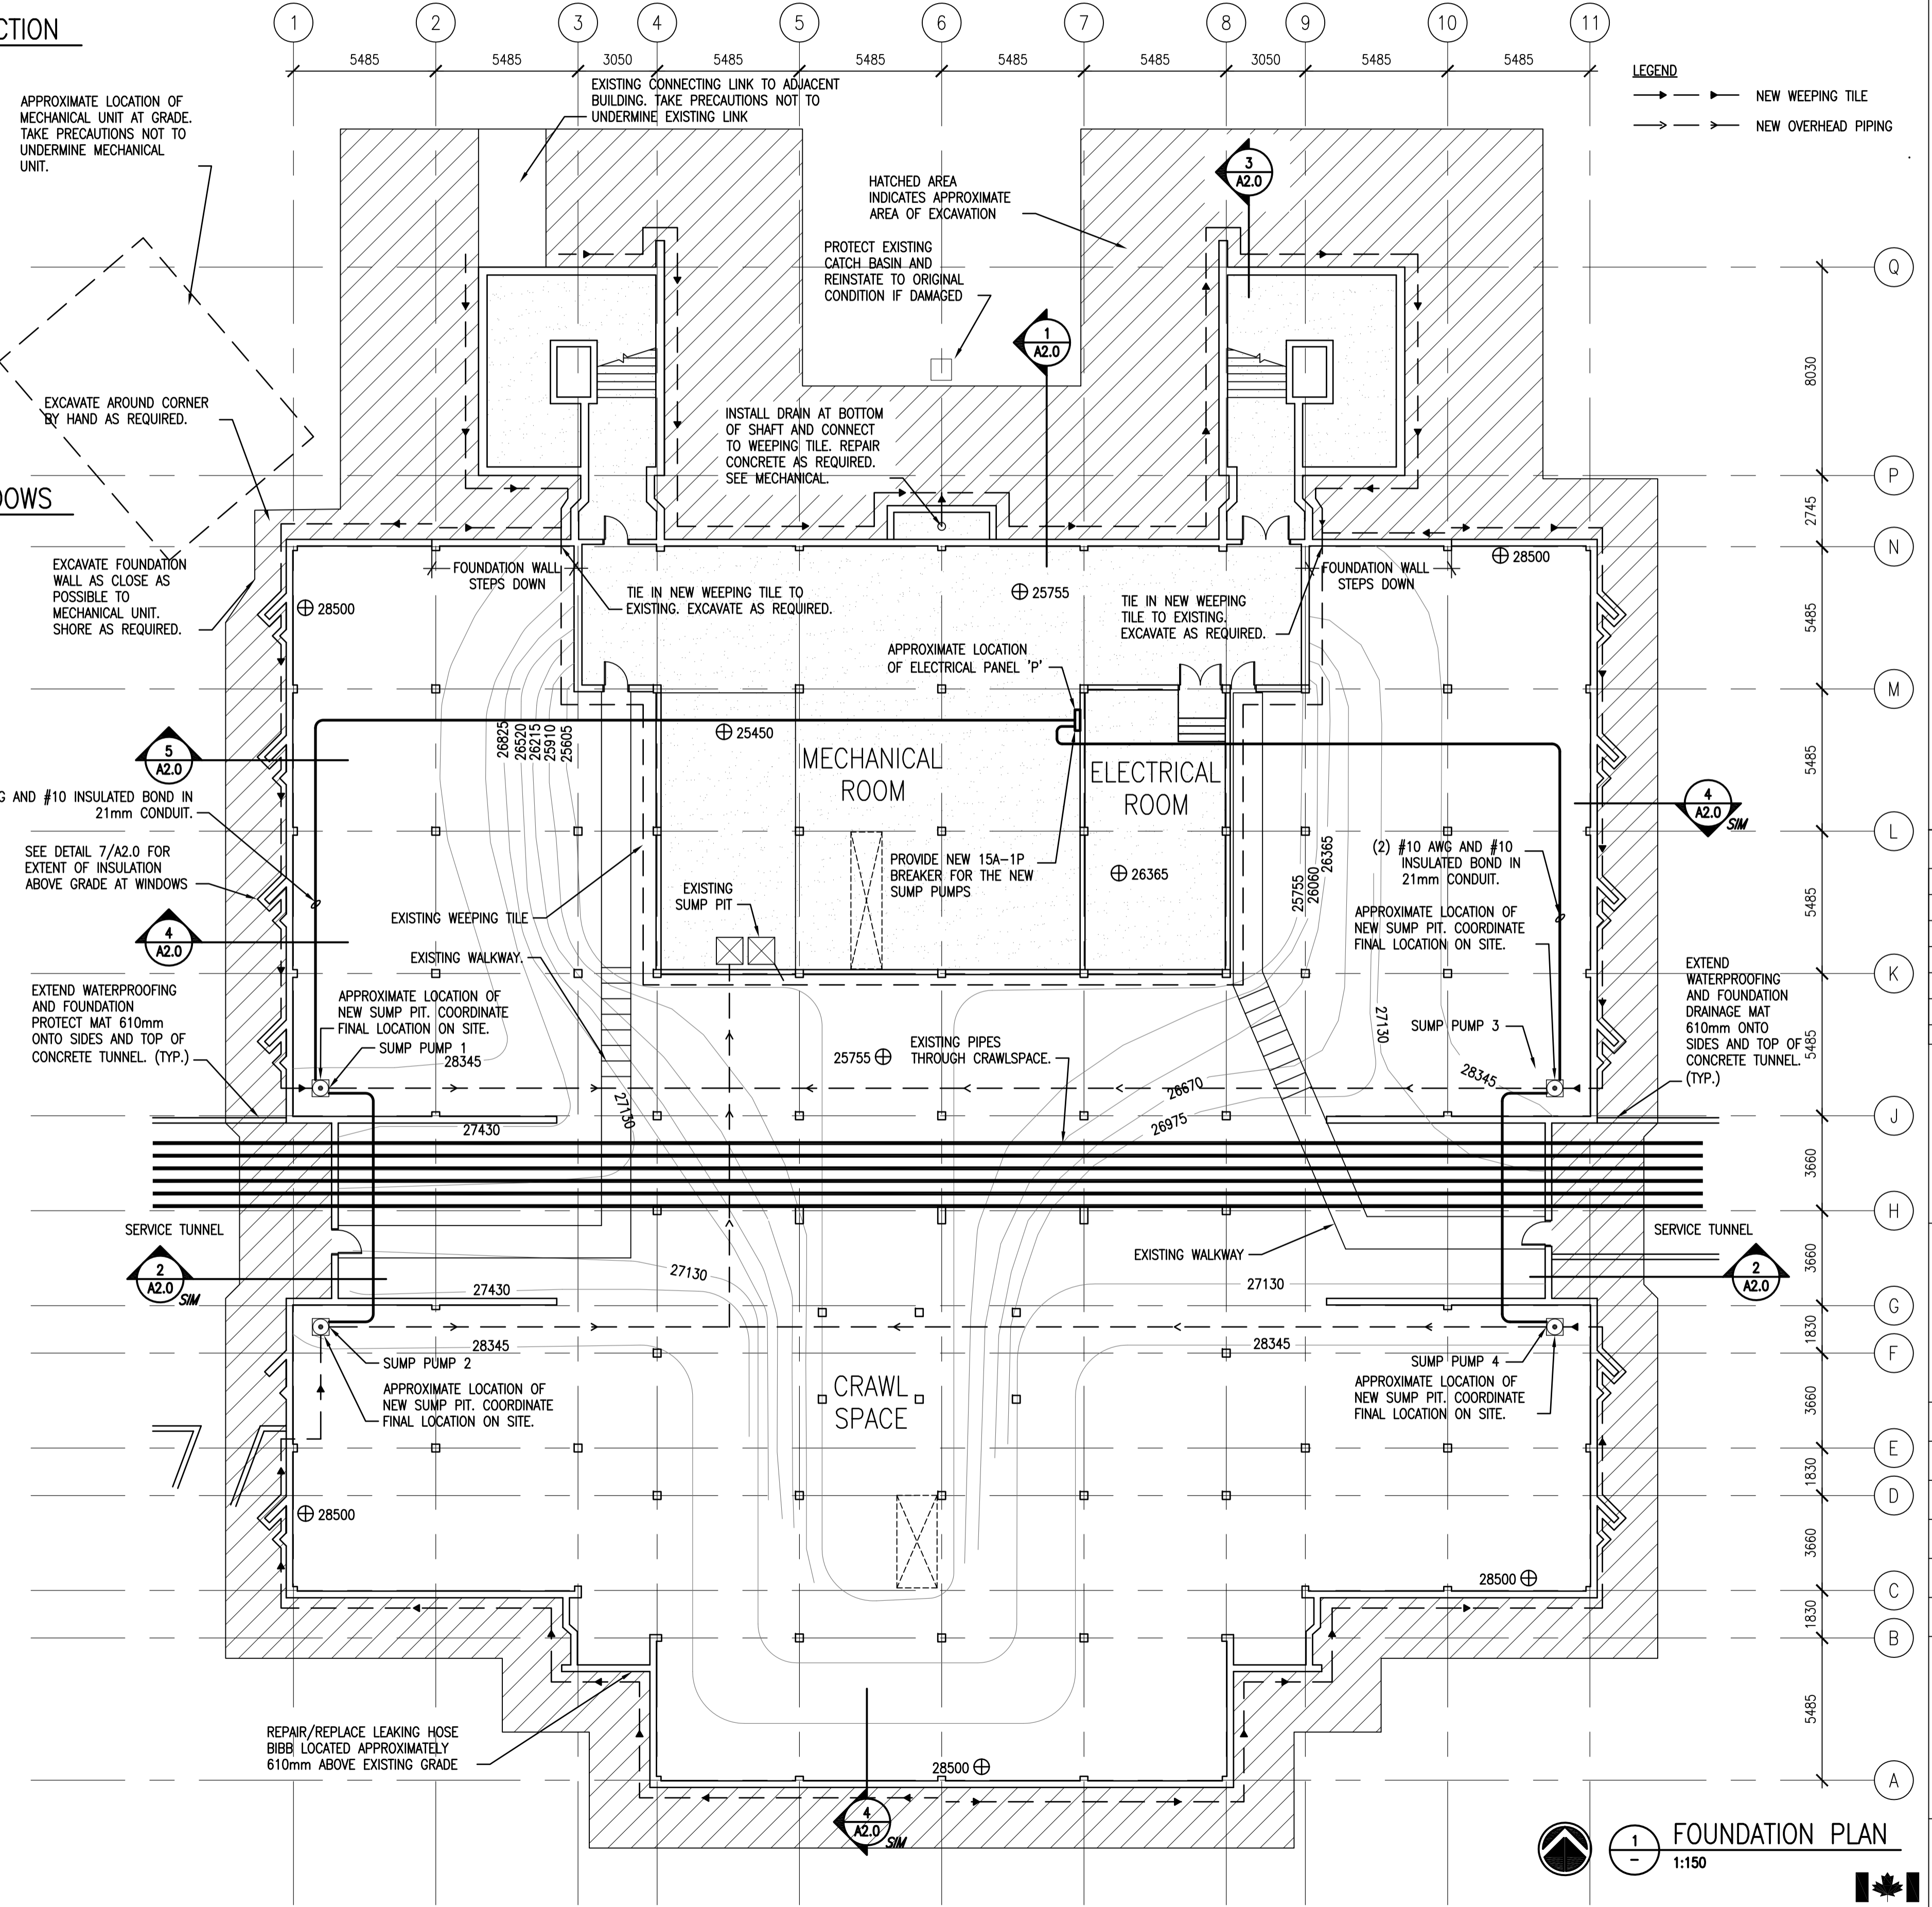 CTION
1
2
3
4
5
6
7
8
9
10
11
5485
5485
3050
5485
5485
5485
5485
3050
5485
5485
LEGEND
NEW WEEPING TILE
NEW OVERHEAD PIPING
APPROXIMATE LOCATION OF
MECHANICAL UNIT AT GRADE.
TAKE PRECAUTIONS NOT TO
UNDERMINE MECHANICAL
UNIT.
EXISTING CONNECTING LINK TO ADJACENT
BUILDING. TAKE PRECAUTIONS NOT TO
UNDERMINE EXISTING LINK
HATCHED AREA
INDICATES APPROXIMATE
AREA OF EXCAVATION
3
A2.0
PROTECT EXISTING
CATCH BASIN AND
REINSTATE TO ORIGINAL
CONDITION IF DAMAGED
1
A2.0
Q
8030
EXCAVATE AROUND CORNER
BY HAND AS REQUIRED.
INSTALL DRAIN AT BOTTOM
OF SHAFT AND CONNECT
TO WEEPING TILE. REPAIR
CONCRETE AS REQUIRED.
SEE MECHANICAL.
P
DOWS
2745
N
EXCAVATE FOUNDATION
WALL AS CLOSE AS
POSSIBLE TO
MECHANICAL UNIT.
SHORE AS REQUIRED.
FOUNDATION WALL
STEPS DOWN
28500
TIE IN NEW WEEPING TILE TO
EXISTING. EXCAVATE AS REQUIRED.
25755
TIE IN NEW WEEPING
TILE TO EXISTING.
EXCAVATE AS REQUIRED.
FOUNDATION WALL
STEPS DOWN
28500
5485
APPROXIMATE LOCATION
OF ELECTRICAL PANEL 'P'
M
26825
26520
26215
25910
25605
25450
MECHANICAL
ROOM
ELECTRICAL
ROOM
5
A2.0
5485
G AND #10 INSULATED BOND IN
21mm CONDUIT.
4
A2.0
SIM
L
SEE DETAIL 7/A2.0 FOR
EXTENT OF INSULATION
ABOVE GRADE AT WINDOWS
EXISTING
SUMP PIT
PROVIDE NEW 15A-1P
BREAKER FOR THE NEW
SUMP PUMPS
26365
25755
26060
26365
(2) #10 AWG AND #10
INSULATED BOND IN
21mm CONDUIT.
5485
4
A2.0
EXISTING WEEPING TILE
EXISTING WALKWAY.
APPROXIMATE LOCATION OF
NEW SUMP PIT. COORDINATE
FINAL LOCATION ON SITE.
K
EXTEND WATERPROOFING
AND FOUNDATION
PROTECT MAT 610mm
ONTO SIDES AND TOP OF
CONCRETE TUNNEL. (TYP.)
APPROXIMATE LOCATION OF
NEW SUMP PIT. COORDINATE
FINAL LOCATION ON SITE.
SUMP PUMP 1
28345
25755
EXISTING PIPES
THROUGH CRAWLSPACE.
27130
SUMP PUMP 3
28345
EXTEND
WATERPROOFING
AND FOUNDATION
DRAINAGE MAT
610mm ONTO
SIDES AND TOP OF
CONCRETE TUNNEL.
(TYP.)
5485
26670
26975
27130
27430
J
3660
H
SERVICE TUNNEL
2
A2.0
SIM
27130
27430
EXISTING WALKWAY
27130
SERVICE TUNNEL
2
A2.0
3660
G
1830
28345
28345
F
SUMP PUMP 2
APPROXIMATE LOCATION OF
NEW SUMP PIT. COORDINATE
FINAL LOCATION ON SITE.
CRAWL
SPACE
SUMP PUMP 4
APPROXIMATE LOCATION OF
NEW SUMP PIT. COORDINATE
FINAL LOCATION ON SITE.
3660
E
1830
D
28500
3660
28500
C
1830
B
REPAIR/REPLACE LEAKING HOSE
BIBB LOCATED APPROXIMATELY
610mm ABOVE EXISTING GRADE
5485
28500
A
4
A2.0
SIM
1
-
FOUNDATION PLAN
1:150